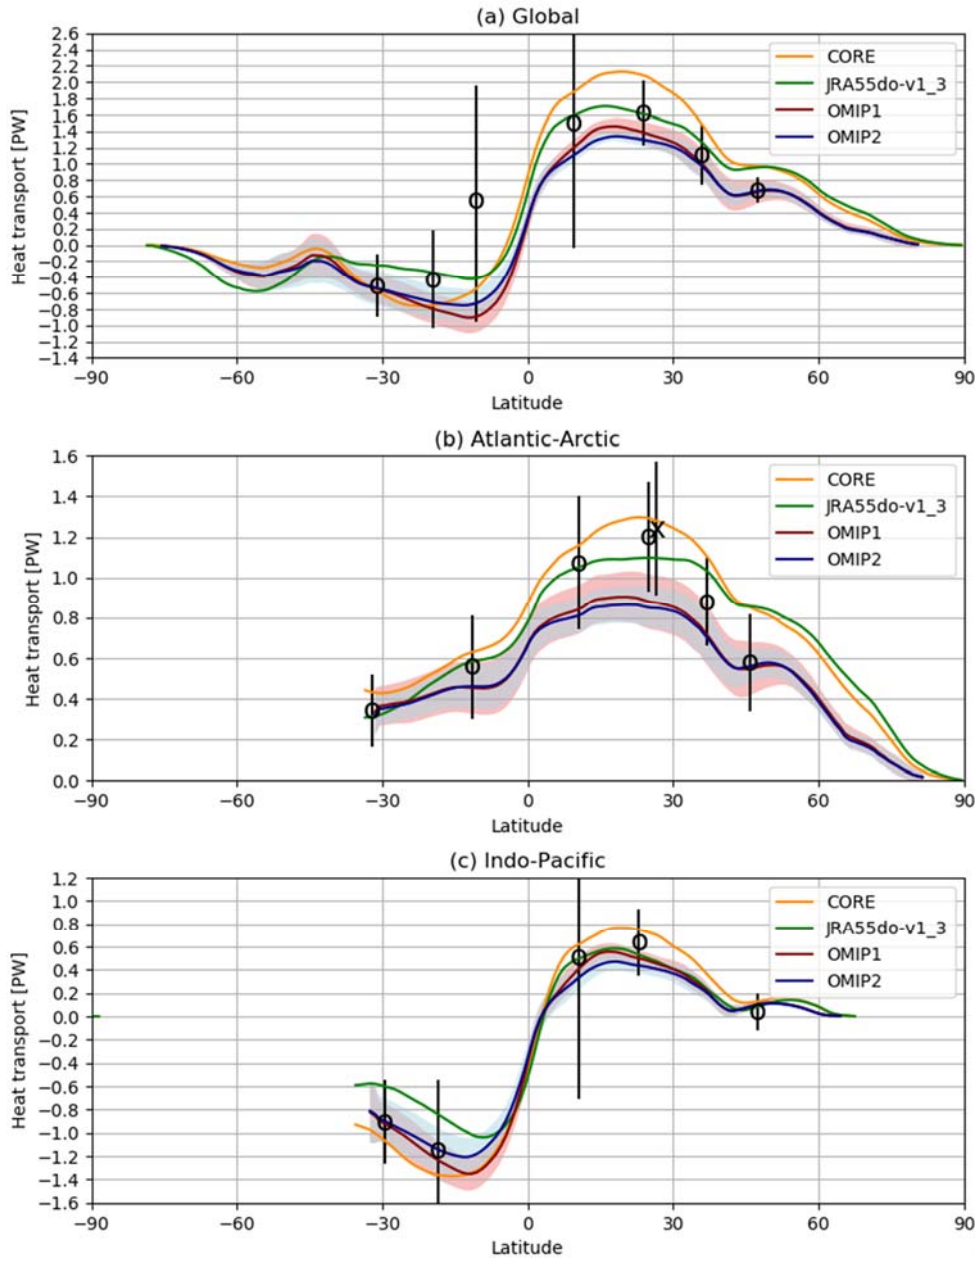 (a) Global
2.6
2.4
2.2
2.0
1.8
1.6
1.4
1.2
1.0
0.8
0.6
0.4
0.2
0.0
−0.2
−0.4
−0.6
−0.8
−1.0
−1.2
−1.4
Heat transport [PW]
CORE
JRA55do-v1_3
OMIP1
OMIP2
−90 −60 −30 0 30 60 90
Latitude
(b) Atlantic-Arctic
1.6
1.4
1.2
1.0
0.8
0.6
0.4
0.2
0.0
Heat transport [PW]
CORE
JRA55do-v1_3
OMIP1
OMIP2
X
−90 −60 −30 0 30 60 90
Latitude
(c) Indo-Pacific
1.2
1.0
0.8
0.6
0.4
0.2
0.0
−0.2
−0.4
−0.6
−0.8
−1.0
−1.2
−1.4
−1.6
Heat transport [PW]
CORE
JRA55do-v1_3
OMIP1
OMIP2
−90 −60 −30 0 30 60 90
Latitude